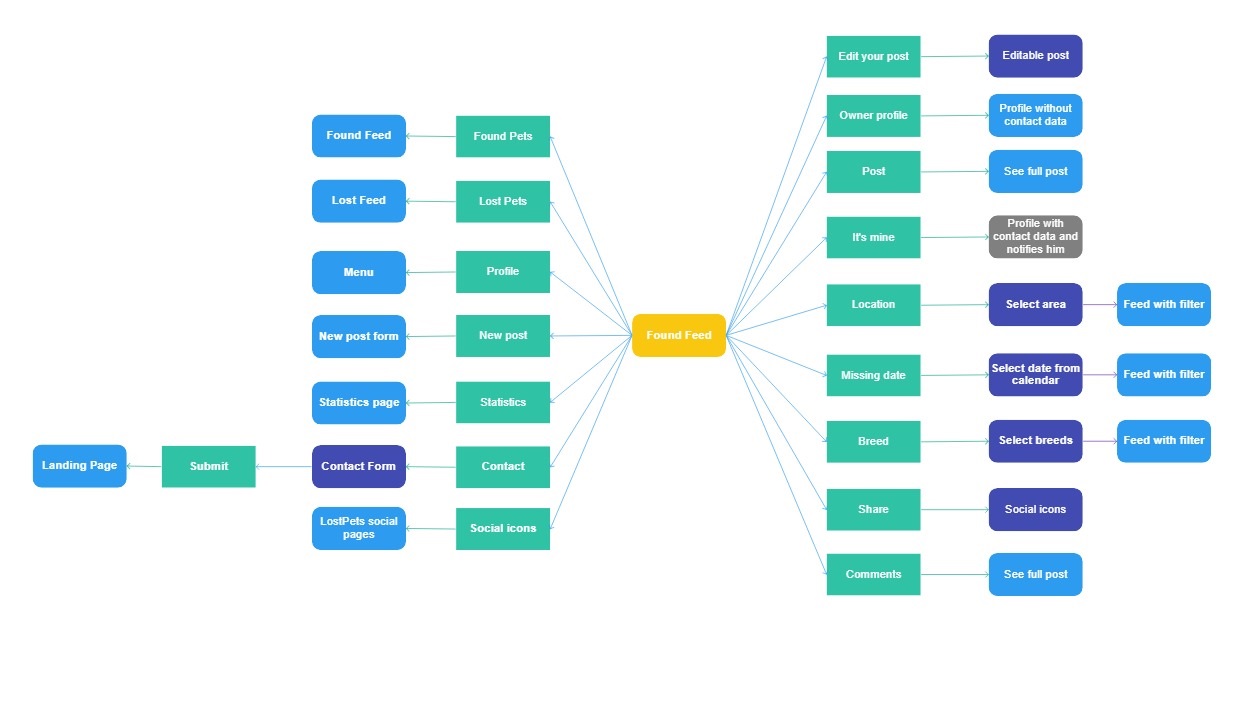 Edit your post
Editable post
Owner profile
Profile without
contact data
Found Feed
Found Pets
Post
See full post
Lost Feed
Lost Pets
It's mine
Profile with
contact data and
notifies him
Menu
Profile
Location
Select area
Feed with filter
New post form
New post
Found Feed
Missing date
Select date from
calendar
Feed with filter
Statistics page
Statistics
Breed
Select breeds
Feed with filter
Landing Page
Submit
Contact Form
Contact
Share
Social icons
LostPets social
pages
Social icons
Comments
See full post